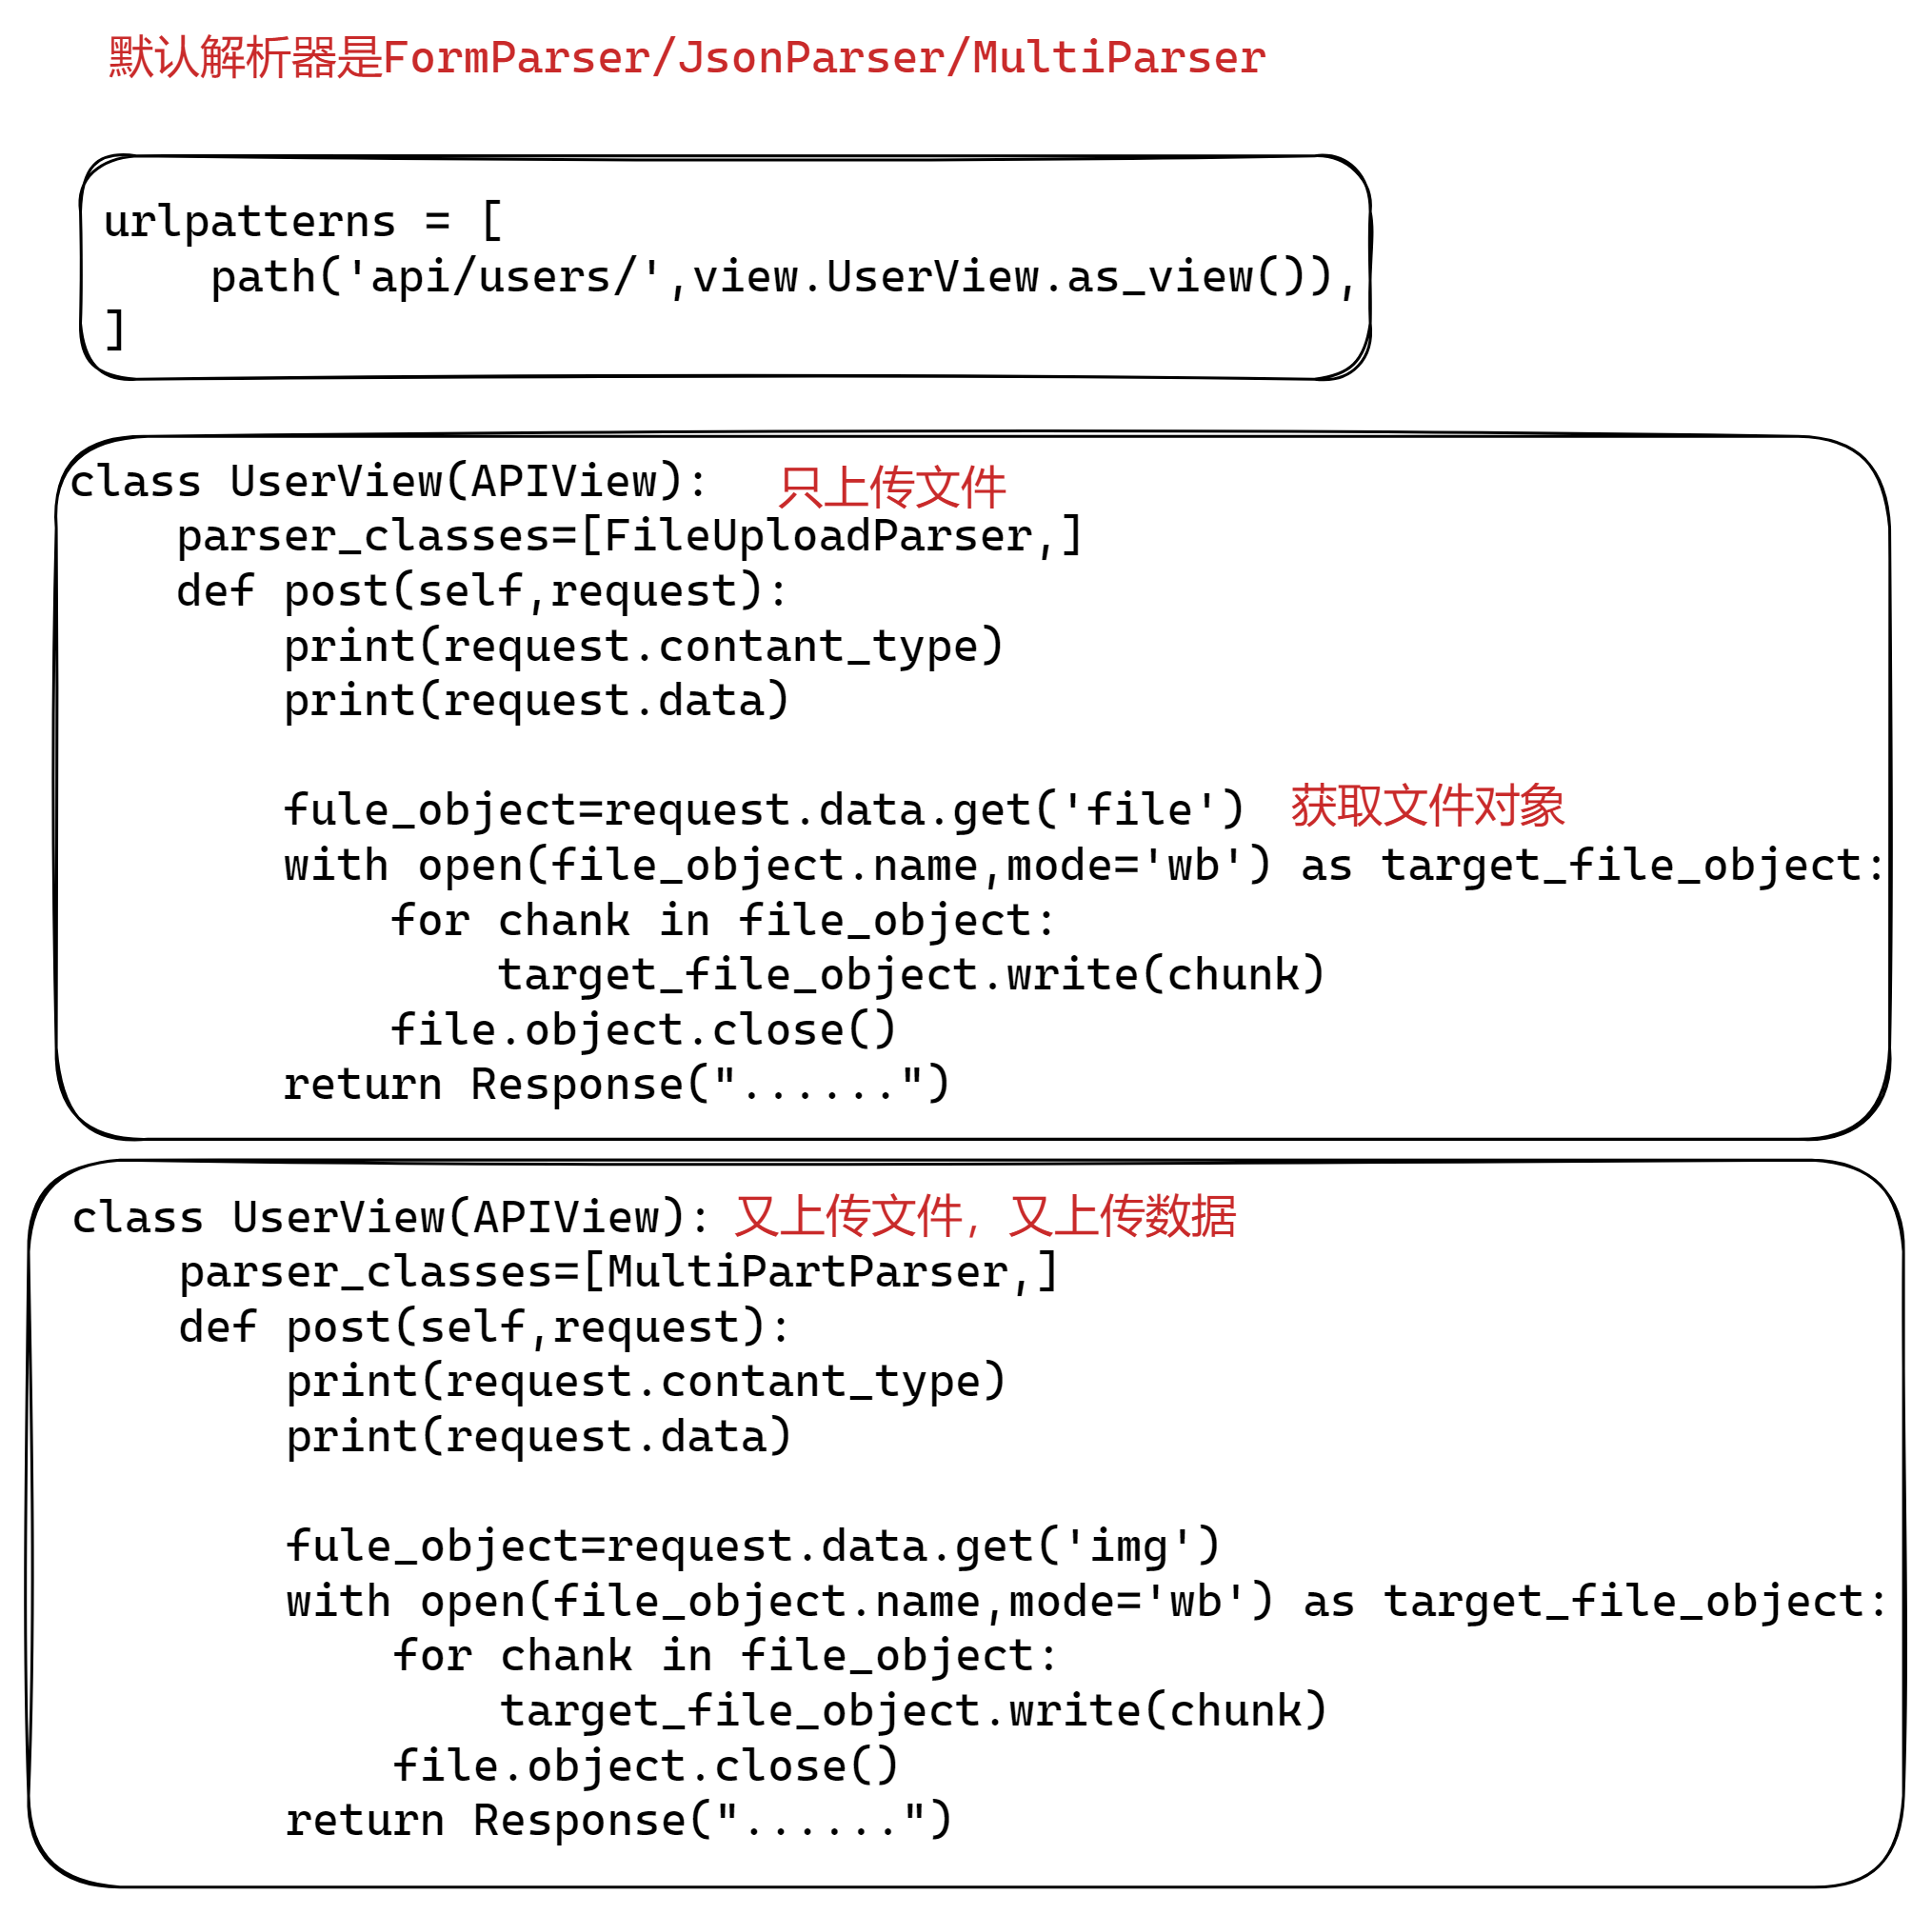 默认解析器是FormParser/JsonParser/MultiParser
urlpatterns = [
    path('api/users/',view.UserView.as_view()),
]
class UserView(APIView): 只上传文件
    parser_classes=[FileUploadParser,]
    def post(self,request):
        print(request.contant_type)
        print(request.data)
        fule_object=request.data.get('file') 获取文件对象
        with open(file_object.name,mode='wb') as target_file_object:
            for chank in file_object:
                target_file_object.write(chunk)
            file.object.close()
        return Response("......")
class UserView(APIView): 又上传文件，又上传数据
    parser_classes=[MultiPartParser,]
    def post(self,request):
        print(request.contant_type)
        print(request.data)
        fule_object=request.data.get('img')
        with open(file_object.name,mode='wb') as target_file_object:
            for chank in file_object:
                target_file_object.write(chunk)
            file.object.close()
        return Response("......")